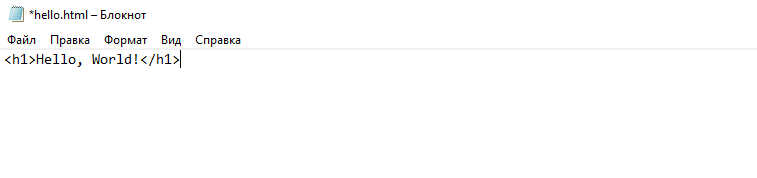 *hello.html – Блокнот
Файл Правка Формат Вид Справка
<h1>Hello, World!</h1>